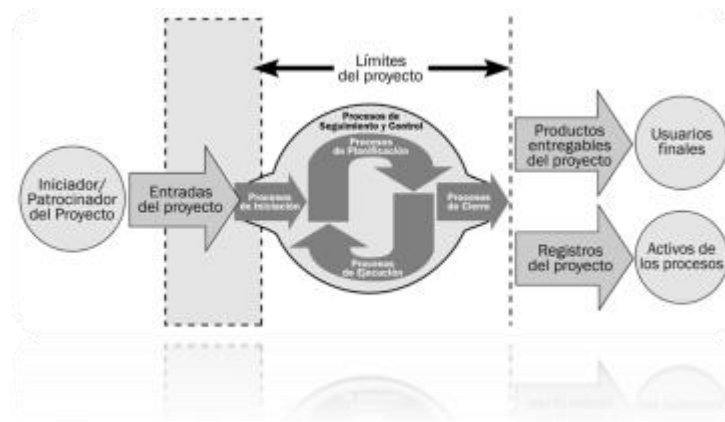 Límites
del proyecto
Procesos de
Seguimiento y Control
Procesos
de Planificación
Iniciador/
Patrocinador
del Proyecto
Entradas
del proyecto
Procesos
de Iniciación
Procesos
de Cierre
Procesos
de Ejecución
Productos
entregables
del proyecto
Usuarios
finales
Registros
del proyecto
Activos de
los procesos